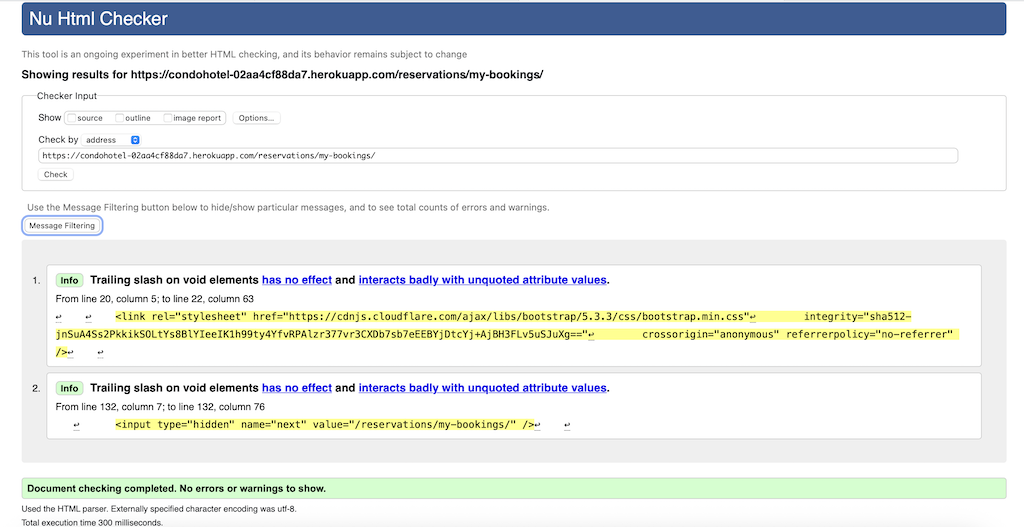 Nu Html Checker
This tool is an ongoing experiment in better HTML checking, and its behavior remains subject to change
Showing results for https://condohotel-02aa4cf88da7.herokuapp.com/reservations/my-bookings/
Checker Input
Show source outline image report Options...
Check by address
https://condohotel-02aa4cf88da7.herokuapp.com/reservations/my-bookings/
Check
Use the Message Filtering button below to hide/show particular messages, and to see total counts of errors and warnings.
Message Filtering
1. Info Trailing slash on void elements has no effect and interacts badly with unquoted attribute values.
From line 20, column 5; to line 22, column 63
↩ ↩ <link rel="stylesheet" href="https://cdnjs.cloudflare.com/ajax/libs/bootstrap/5.3.3/css/bootstrap.min.css"↩ integrity="sha512-
jnSuA4Ss2PkkikSOLtYs8BlYIeeIK1h99ty4YfvRPAlzr377vr3CXDb7sb7eEEBYjDtcYj+AjBH3FLv5uSJuXg=="↩ crossorigin="anonymous" referrerpolicy="no-referrer"
/>↩ ↩
2. Info Trailing slash on void elements has no effect and interacts badly with unquoted attribute values.
From line 132, column 7; to line 132, column 76
↩ <input type="hidden" name="next" value="/reservations/my-bookings/" />↩ ↩
Document checking completed. No errors or warnings to show.
Used the HTML parser. Externally specified character encoding was utf-8.
Total execution time 300 milliseconds.